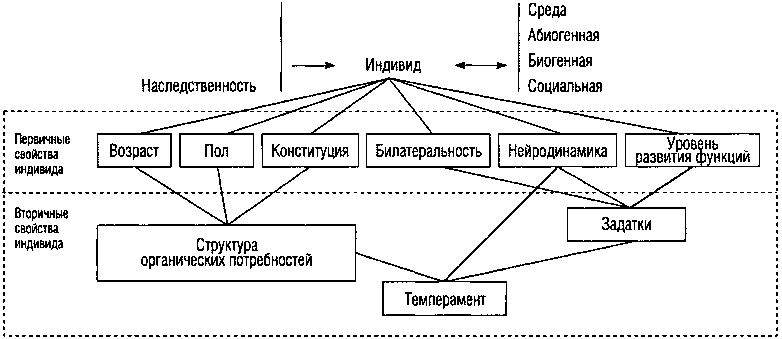 Среда
Абиогенная
Биогенная
Социальная
Индивид
Наследственность
Первичные
свойства
индивида
Возраст
Пол
Конституция
Билатеральность
Нейродинамика
Уровень
развития функций
Вторичные
свойства
индивида
Структура
органических потребностей
Задатки
Темперамент